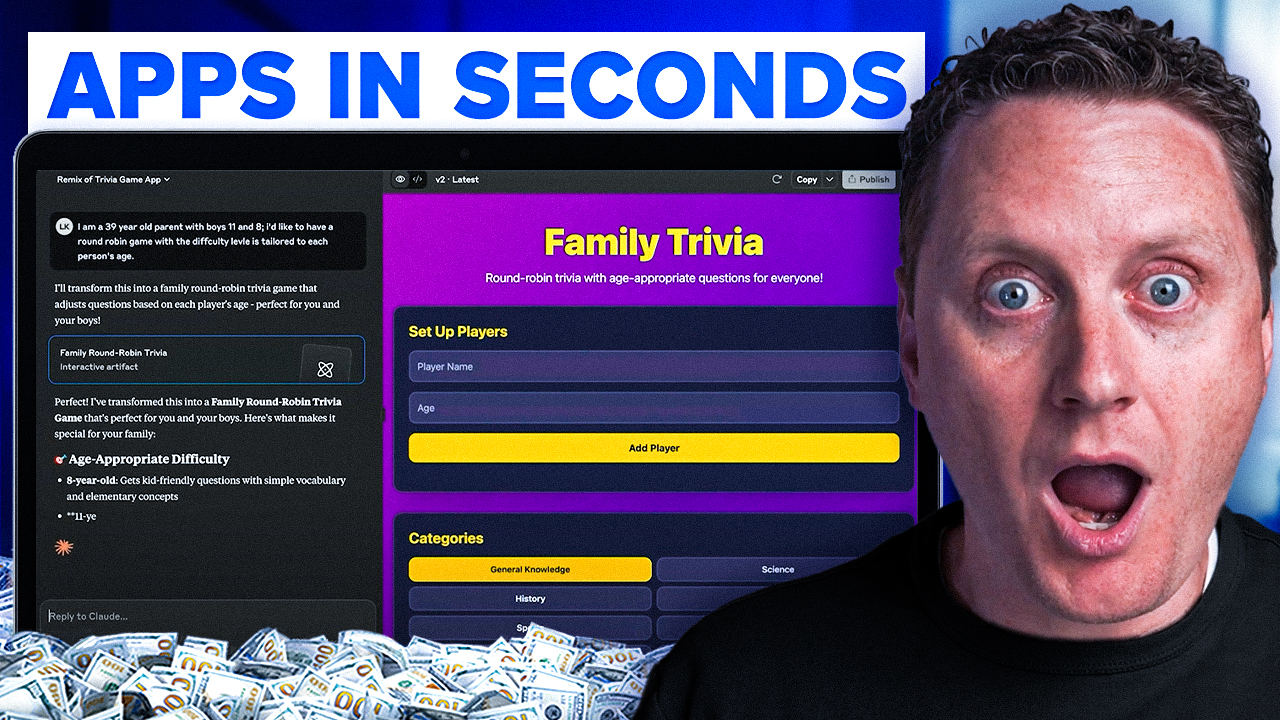 APPS IN SECONDS
Remix of Trivia Game App
LK
I am a 39 year old parent with boys 11 and 8; i'd like to have a
round robin game with the diffculty levle is tailored to each
person's age.
I'll transform this into a family round-robin trivia game that
adjusts questions based on each player's age - perfect for you and
your boys!
Family Round-Robin Trivia
Interactive artifact
Perfect! I've transformed this into a Family Round-Robin Trivia
Game that's perfect for you and your boys. Here's what makes it
special for your family:
Age-Appropriate Difficulty
• 8-year-old: Gets kid-friendly questions with simple vocabulary
and elementary concepts
• **11-ye
Reply to Claude...
</> v2 · Latest
Copy
Publish
Family Trivia
Round-robin trivia with age-appropriate questions for everyone!
Set Up Players
Player Name
Age
Add Player
Categories
General Knowledge
Science
History
100